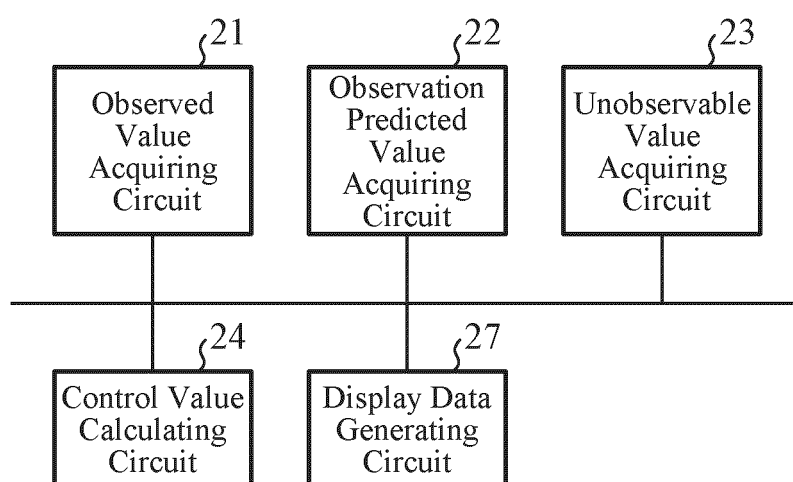 21
Observed
Value
Acquiring
Circuit
22
Observation
Predicted
Value
Acquiring
Circuit
23
Unobservable
Value
Acquiring
Circuit
24
Control Value
Calculating
Circuit
27
Display Data
Generating
Circuit